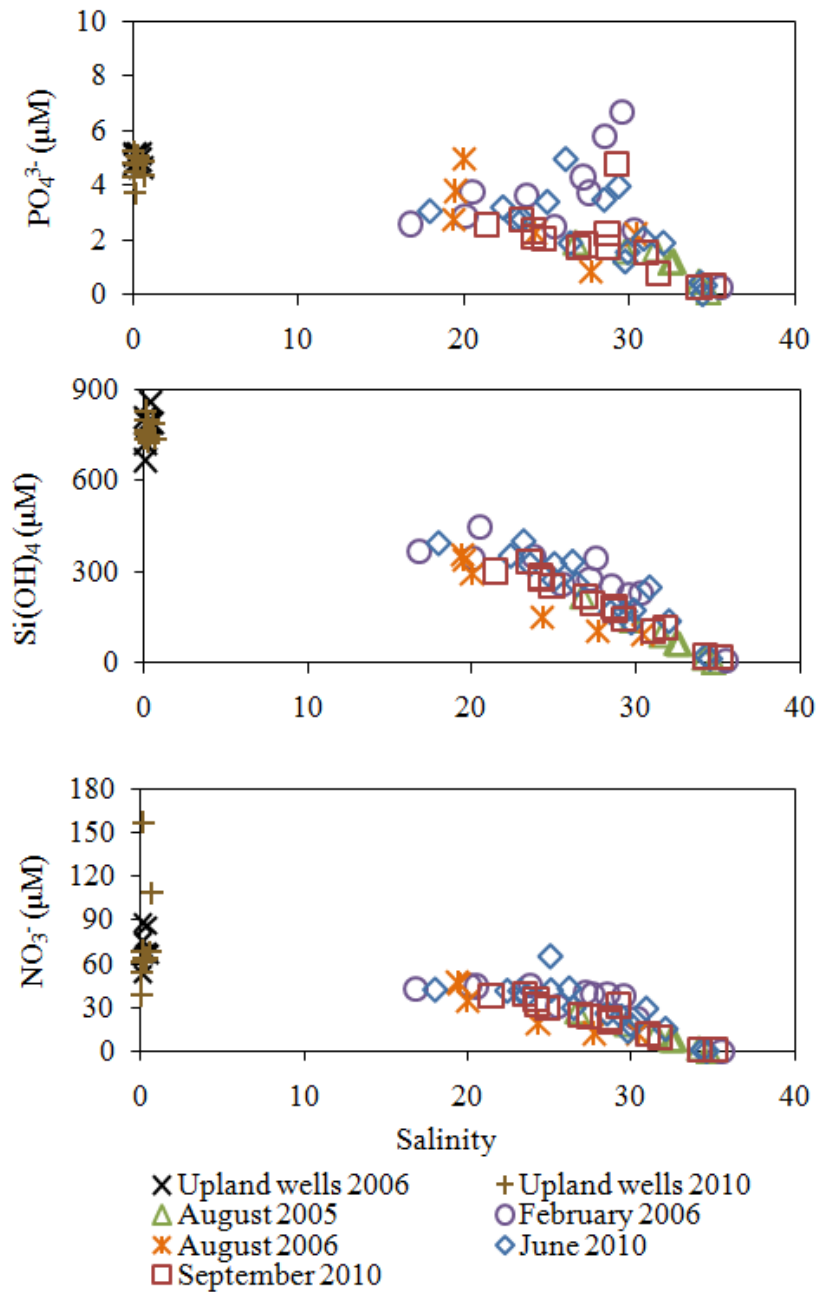 10
8
6
4
2
0
PO₄³⁻ (µM)
0 10 20 30 40
900
600
300
0
Si(OH)₄ (µM)
0 10 20 30 40
180
150
120
90
60
30
0
NO₃⁻ (µM)
0 10 20 30 40
Salinity
Upland wells 2006 Upland wells 2010
August 2005 February 2006
August 2006 June 2010
September 2010